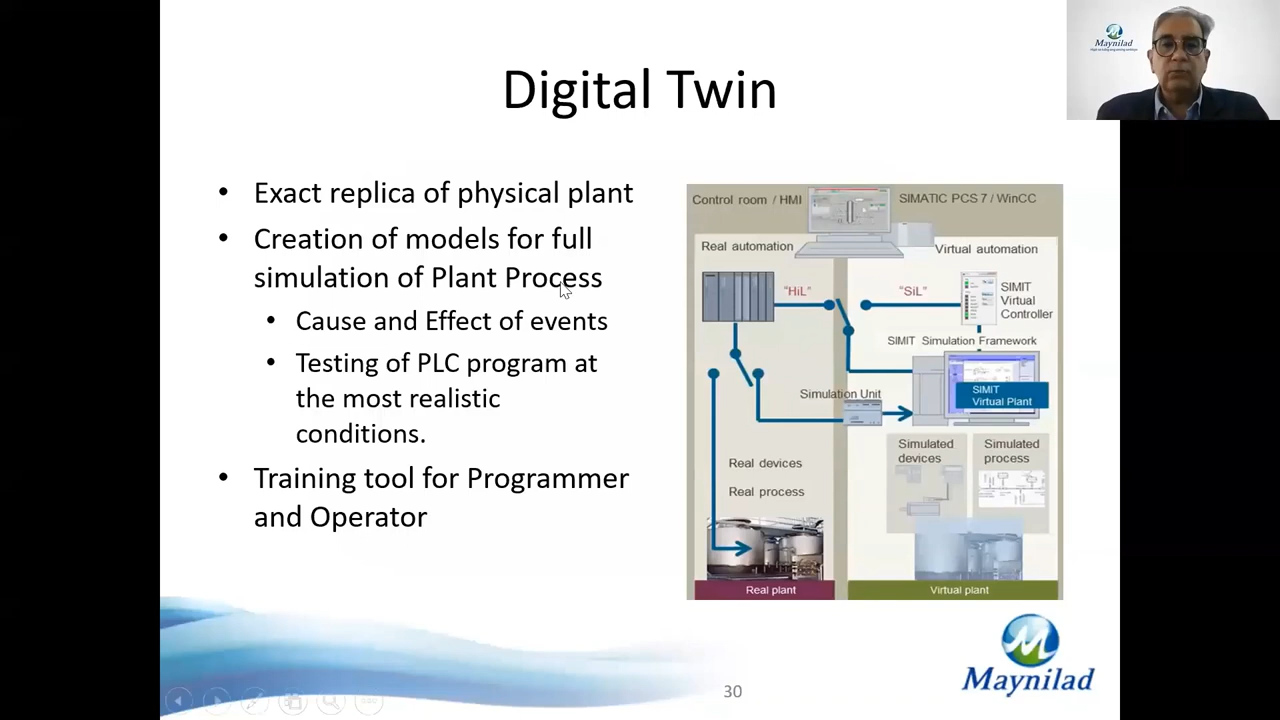 Maynilad
Digital Twin
• Exact replica of physical plant
• Creation of models for full
simulation of Plant Process
• Cause and Effect of events
• Testing of PLC program at
the most realistic
conditions.
• Training tool for Programmer
and Operator
Control room / HMI
SIMATIC PCS 7 / WinCC
Real automation
Virtual automation
"HiL"
"SiL"
SIMIT
Virtual
Controller
SIMIT Simulation Framework
SIMIT
Virtual Plant
Simulation Unit
Simulated
devices
Simulated
process
Real devices
Real process
Real plant
Virtual plant
Maynilad
30